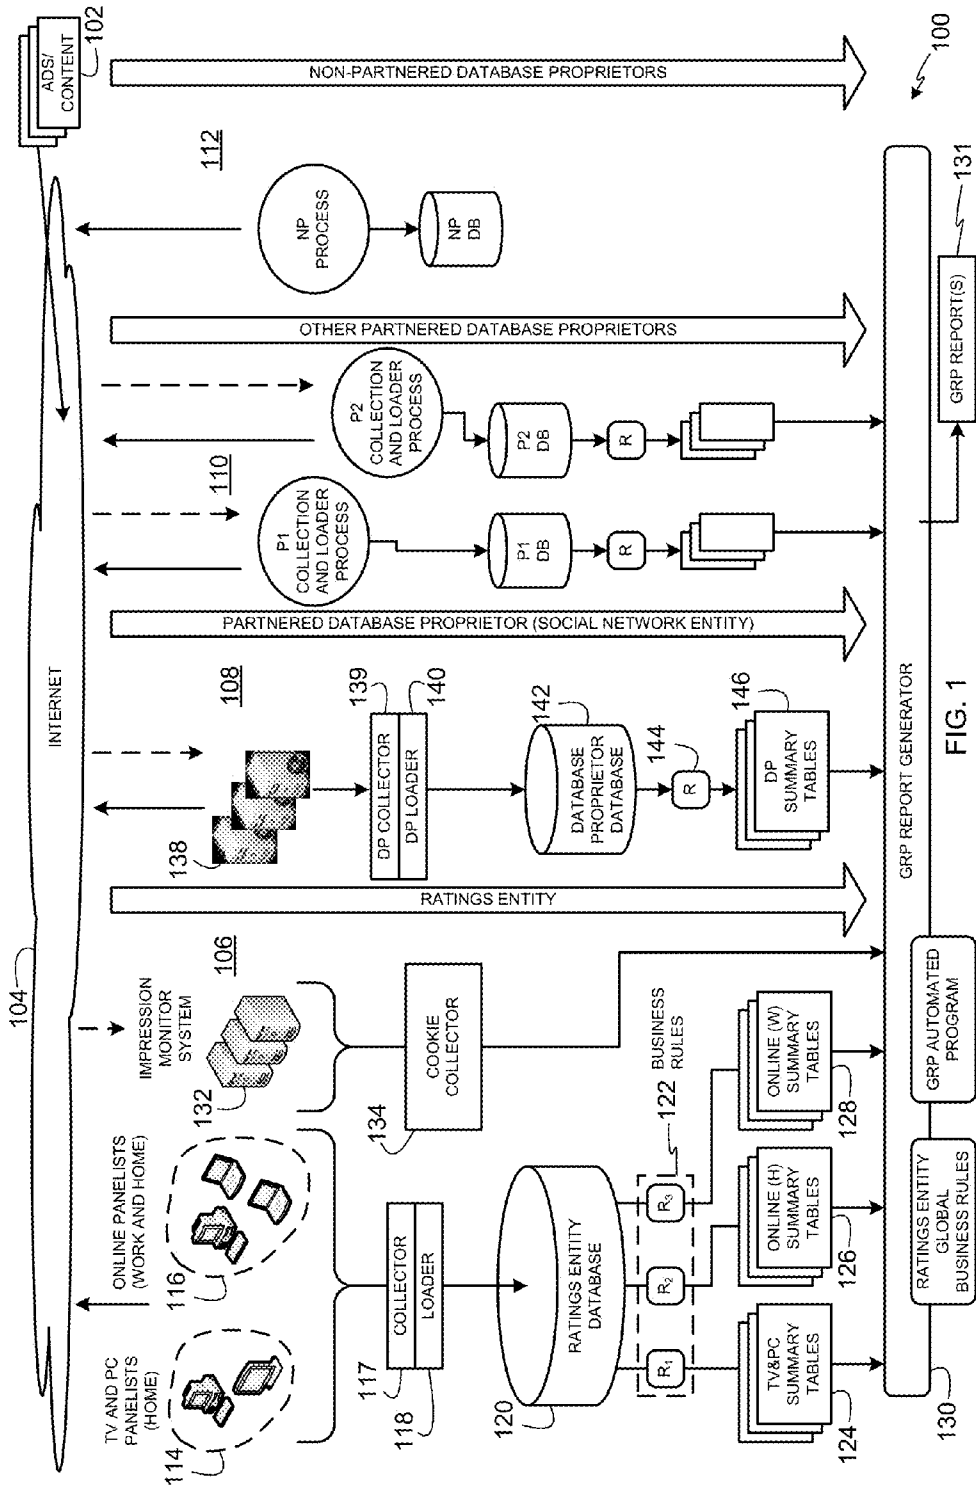 104
INTERNET
ADS/
CONTENT
102
TV AND PC
PANELISTS
(HOME)
114
ONLINE PANELISTS
(WORK AND HOME)
116
IMPRESSION
MONITOR
SYSTEM
132
106
117
COLLECTOR
LOADER
118
134
COOKIE
COLLECTOR
RATINGS ENTITY
DATABASE
120
R1
R2
R3
122
BUSINESS
RULES
TV&PC
SUMMARY
TABLES
124
ONLINE (H)
SUMMARY
TABLES
126
ONLINE (W)
SUMMARY
TABLES
128
RATINGS ENTITY
108
138
DP COLLECTOR
DP LOADER
139
140
DATABASE
PROPRIETOR
DATABASE
142
R
144
DP
SUMMARY
TABLES
146
PARTNERED DATABASE PROPRIETOR (SOCIAL NETWORK ENTITY)
110
P1
COLLECTION
AND LOADER
PROCESS
P1
DB
R
P2
COLLECTION
AND LOADER
PROCESS
P2
DB
R
OTHER PARTNERED DATABASE PROPRIETORS
112
NP
PROCESS
NP
DB
NON-PARTNERED DATABASE PROPRIETORS
100
GRP REPORT GENERATOR
130
RATINGS ENTITY
GLOBAL
BUSINESS RULES
GRP AUTOMATED
PROGRAM
GRP REPORT(S)
131
FIG. 1